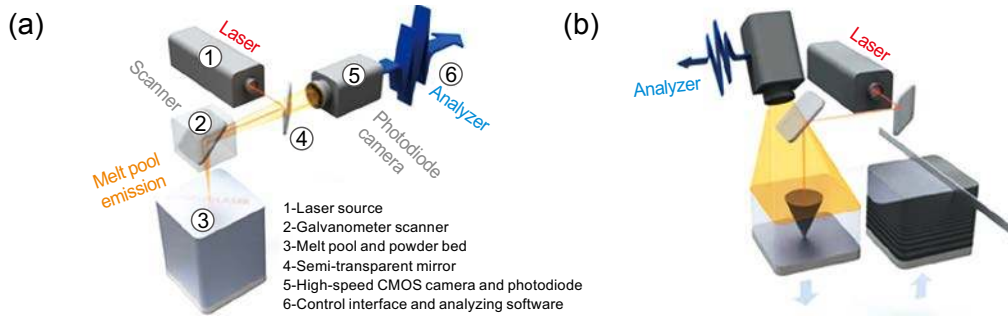 (a)
Laser
Scanner
1
2
3
4
5
6
Analyzer
Photodiode
camera
Melt pool
emission
1-Laser source
2-Galvanometer scanner
3-Melt pool and powder bed
4-Semi-transparent mirror
5-High-speed CMOS camera and photodiode
6-Control interface and analyzing software
(b)
Laser
Analyzer